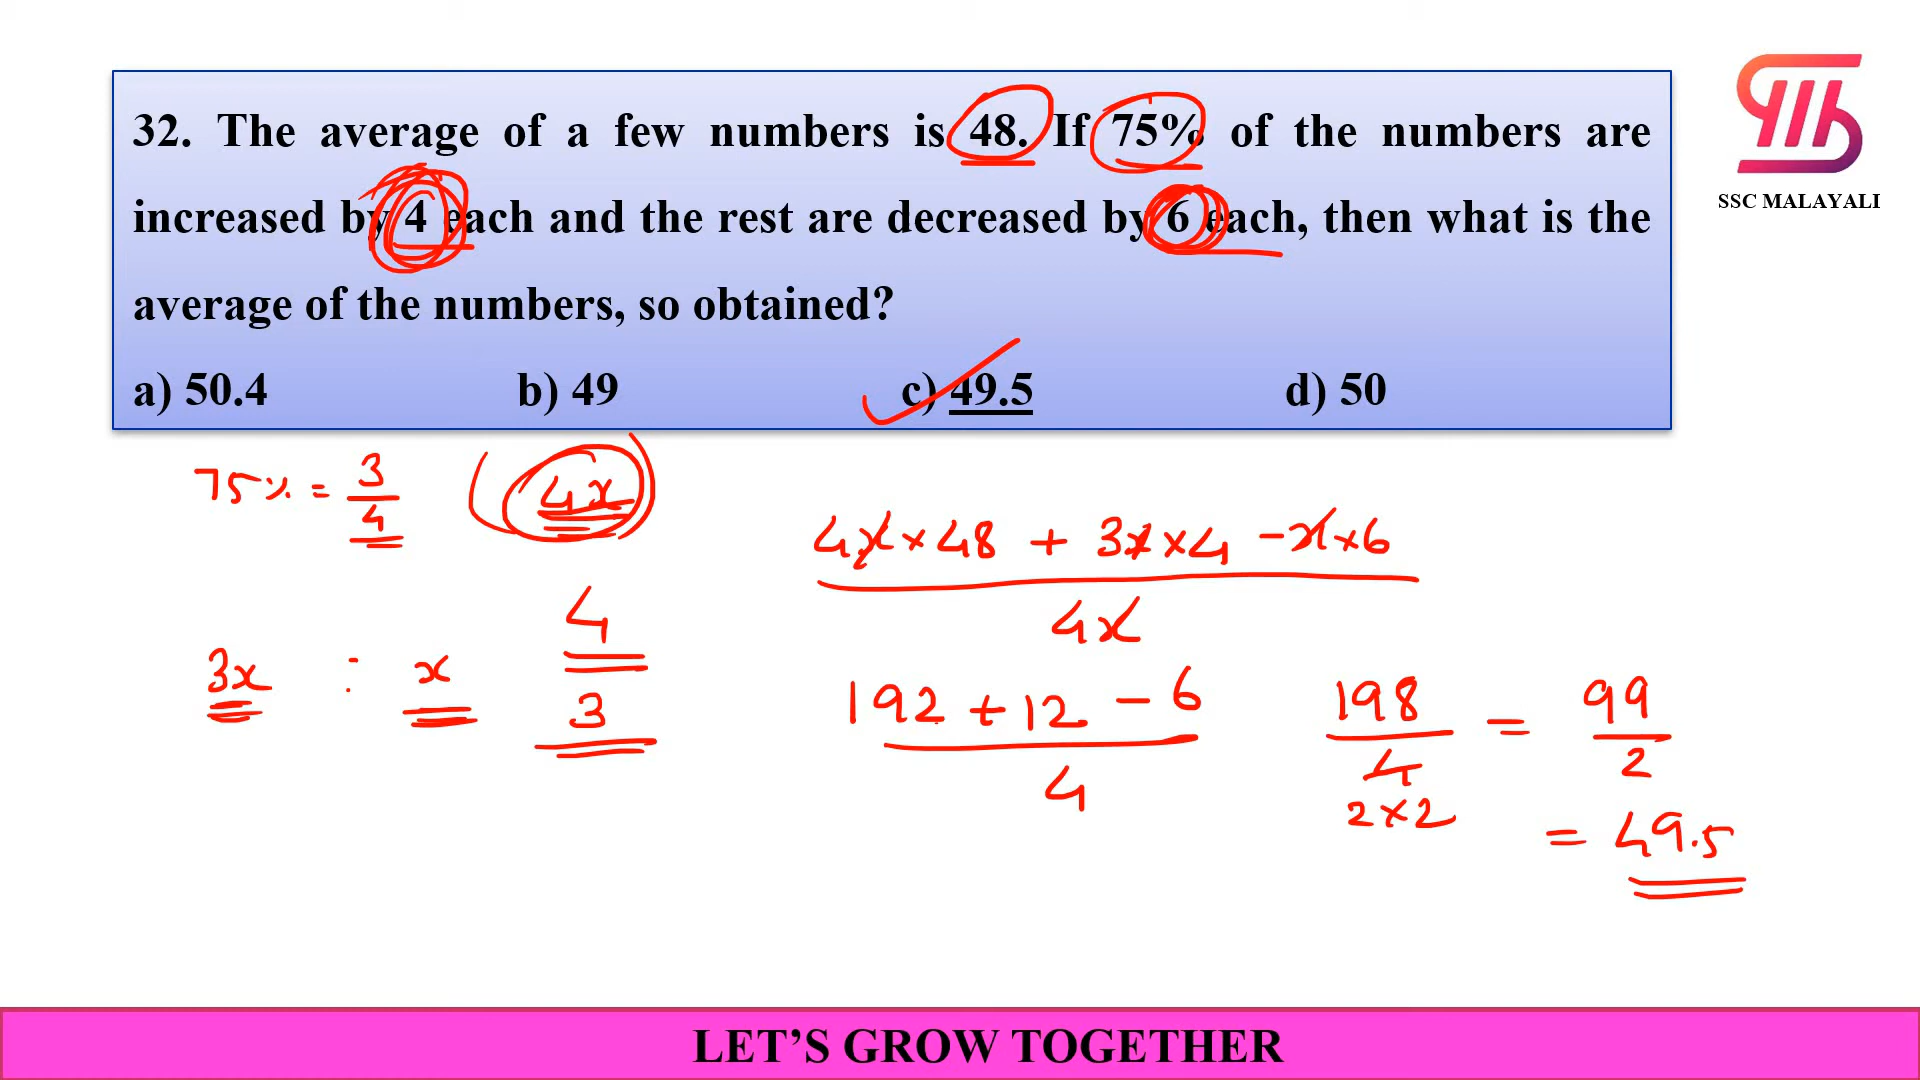 32. The average of a few numbers is 48. If 75% of the numbers are
increased by 4 each and the rest are decreased by 6 each, then what is the
average of the numbers, so obtained?
a) 50.4 b) 49 c) 49.5 d) 50
SSC MALAYALI
75% = 3/4 4x
3x : x
4
3
4x × 48 + 3x × 4 - x × 6
4x
192 + 12 - 6
4
198
4
2 × 2
= 99
2
= 49.5
LET’S GROW TOGETHER